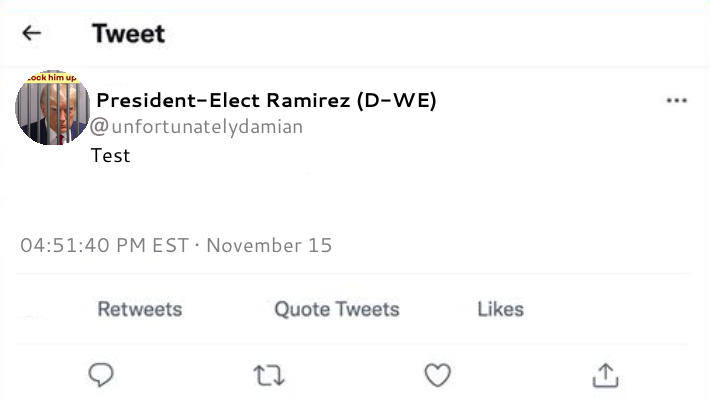 Tweet
Lock him up
President-Elect Ramirez (D-WE)
@unfortunatelydamian
Test
04:51:40 PM EST · November 15
Retweets Quote Tweets Likes